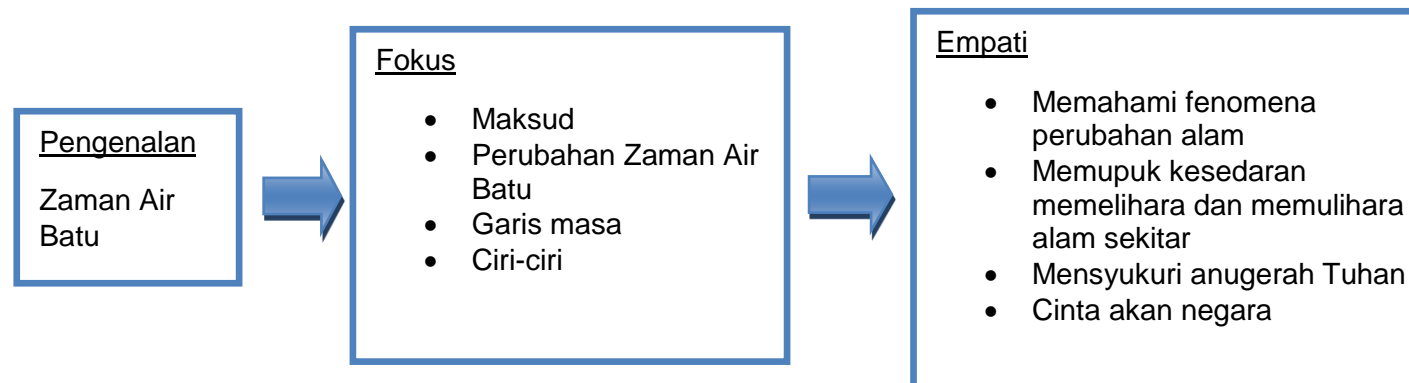 Pengenalan
Zaman Air
Batu
Fokus
• Maksud
• Perubahan Zaman Air
Batu
• Garis masa
• Ciri-ciri
Empati
• Memahami fenomena
perubahan alam
• Memupuk kesedaran
memelihara dan memulihara
alam sekitar
• Mensyukuri anugerah Tuhan
• Cinta akan negara